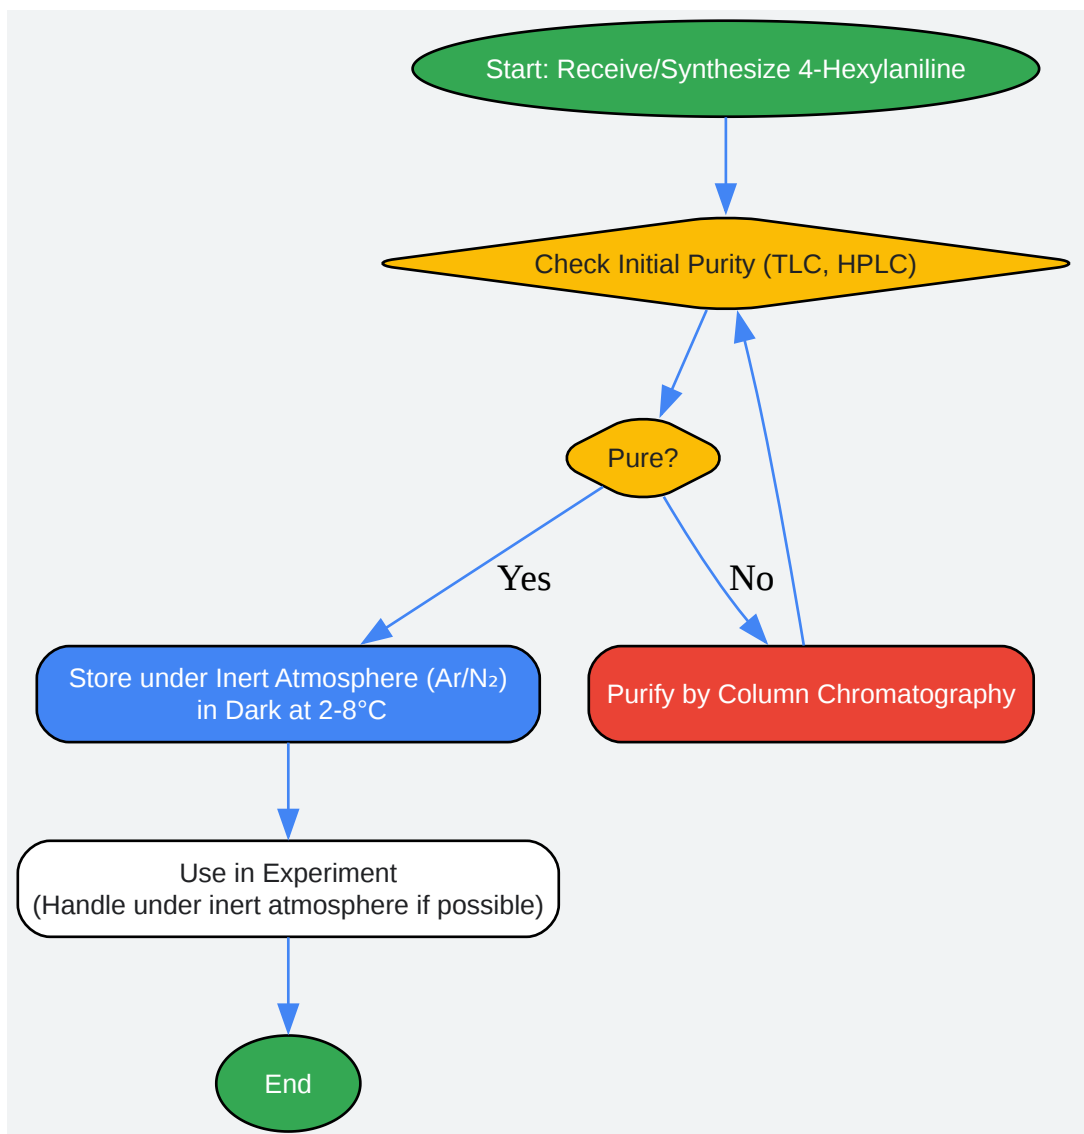 Start: Receive/Synthesize 4-Hexylaniline
Check Initial Purity (TLC, HPLC)
Pure?
Yes
No
Store under Inert Atmosphere (Ar/N₂)
in Dark at 2-8°C
Purify by Column Chromatography
Use in Experiment
(Handle under inert atmosphere if possible)
End